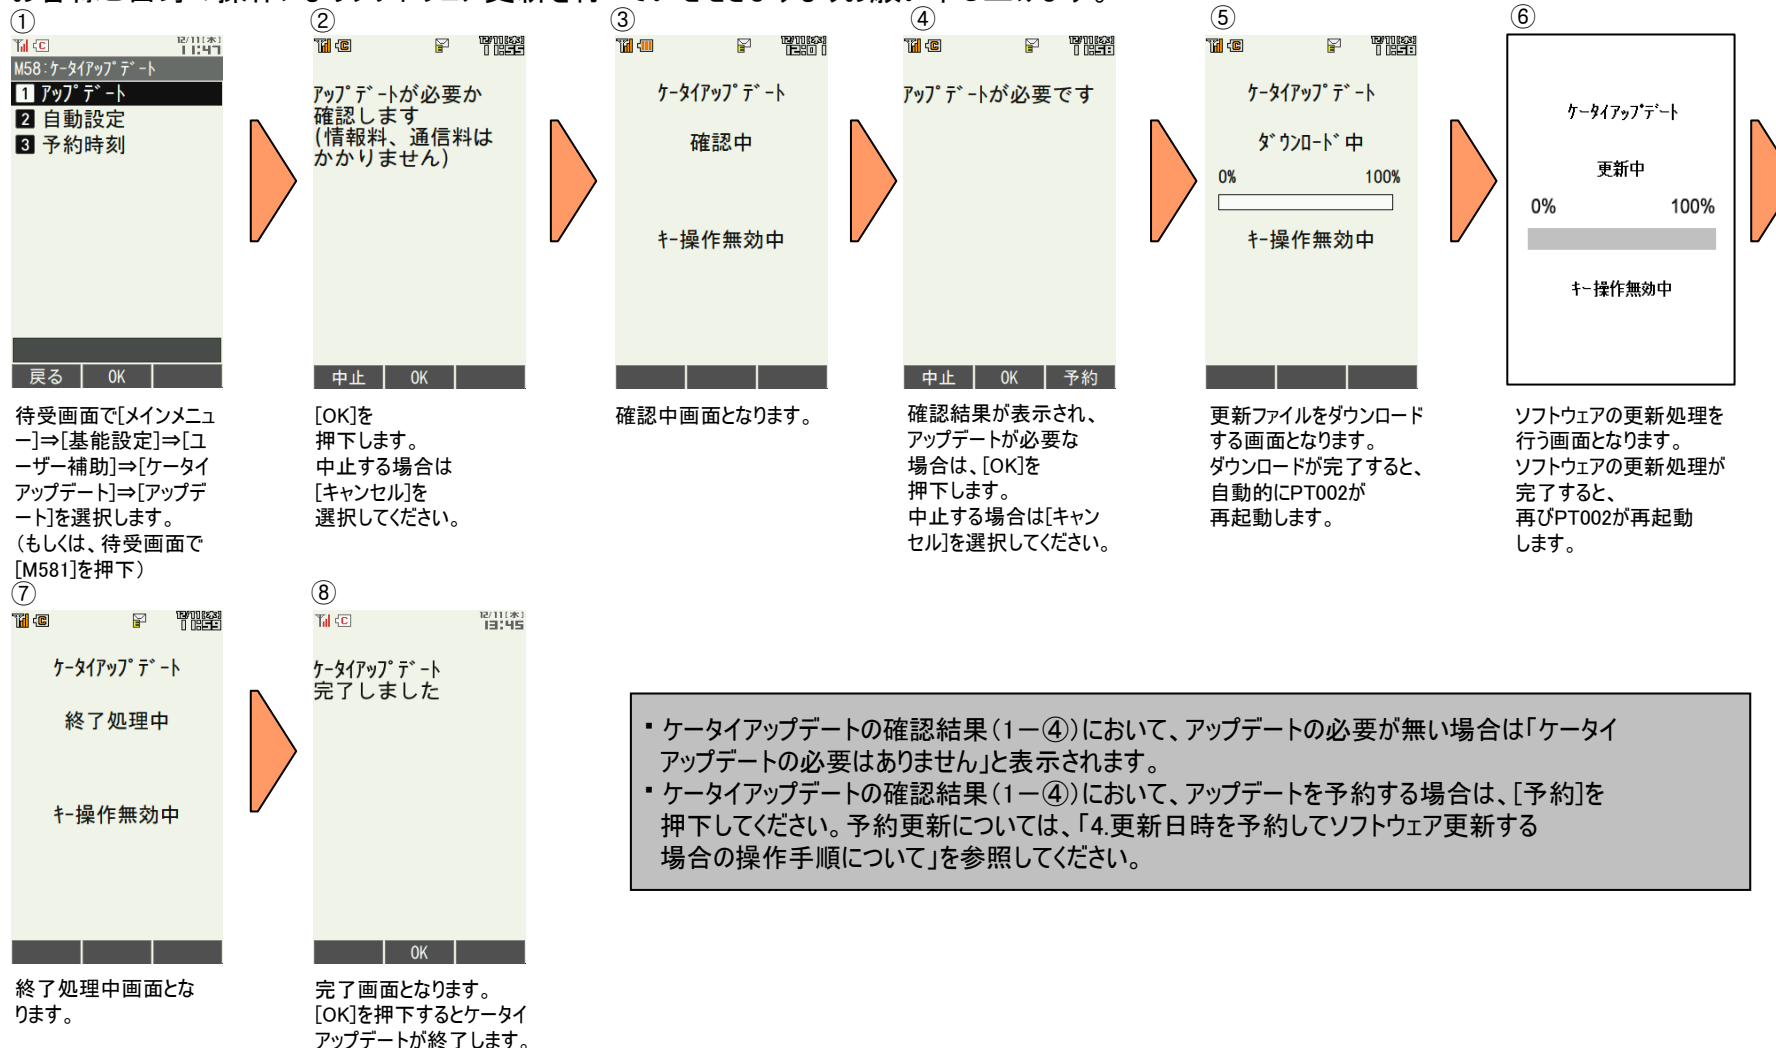 ①
12/11[木]
11:47
M58:ケータイアップデート
1 アップデート
2 自動設定
3 予約時刻
戻る OK
待受画面で[メインメニュ
ー]⇒[基能設定]⇒[ユ
ーザー補助]⇒[ケータイ
アップデート]⇒[アップデ
ート]を選択します。
(もしくは、待受画面で
[M581]を押下)
②
12/11[木]
11:55
アップデートが必要か
確認します
(情報料、通信料は
かかりません)
中止 OK
[OK]を
押下します。
中止する場合は
[キャンセル]を
選択してください。
③
12/11[木]
12:01
ケータイアップデート
確認中
キー操作無効中
確認中画面となります。
④
12/11[木]
11:58
アップデートが必要です
中止 OK 予約
確認結果が表示され、
アップデートが必要な
場合は、[OK]を
押下します。
中止する場合は[キャン
セル]を選択してください。
⑤
12/11[木]
11:58
ケータイアップデート
ダウンロード中
0% 100%
キー操作無効中
更新ファイルをダウンロード
する画面となります。
ダウンロードが完了すると、
自動的にPT002が
再起動します。
⑥
ケータイアップデート
更新中
0% 100%
キー操作無効中
ソフトウェアの更新処理を
行う画面となります。
ソフトウェアの更新処理が
完了すると、
再びPT002が再起動
します。
⑦
12/11[木]
11:59
ケータイアップデート
終了処理中
キー操作無効中
終了処理中画面とな
ります。
⑧
12/11[木]
13:45
ケータイアップデート
完了しました
OK
完了画面となります。
[OK]を押下するとケータイ
アップデートが終了します。
・ケータイアップデートの確認結果(1-④)において、アップデートの必要が無い場合は「ケータイ
アップデートの必要はありません」と表示されます。
・ケータイアップデートの確認結果(1-④)において、アップデートを予約する場合は、[予約]を
押下してください。予約更新については、「4.更新日時を予約してソフトウェア更新する
場合の操作手順について」を参照してください。